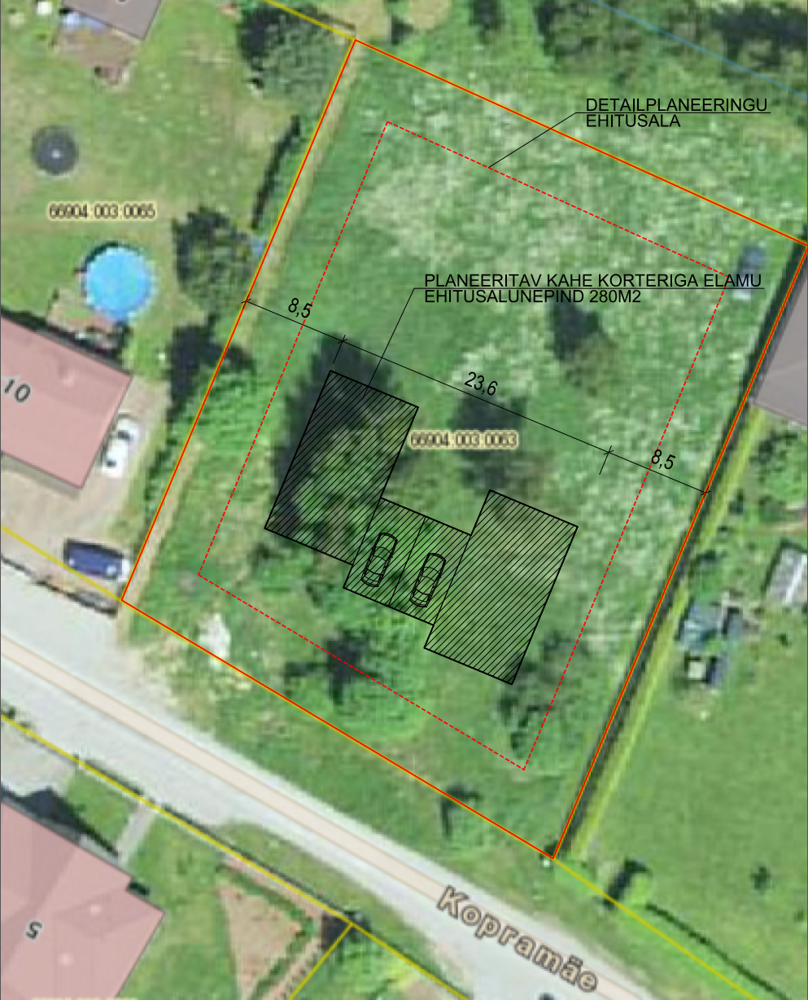 DETAILPLANEERINGU
EHITUSALA
66904:003:0065
PLANEERITAV KAHE KORTERIGA ELAMU
EHITUSALUNEPIND 280M2
8,5
23,6
10
66904:003:0063
8,5
Kopramäe
5